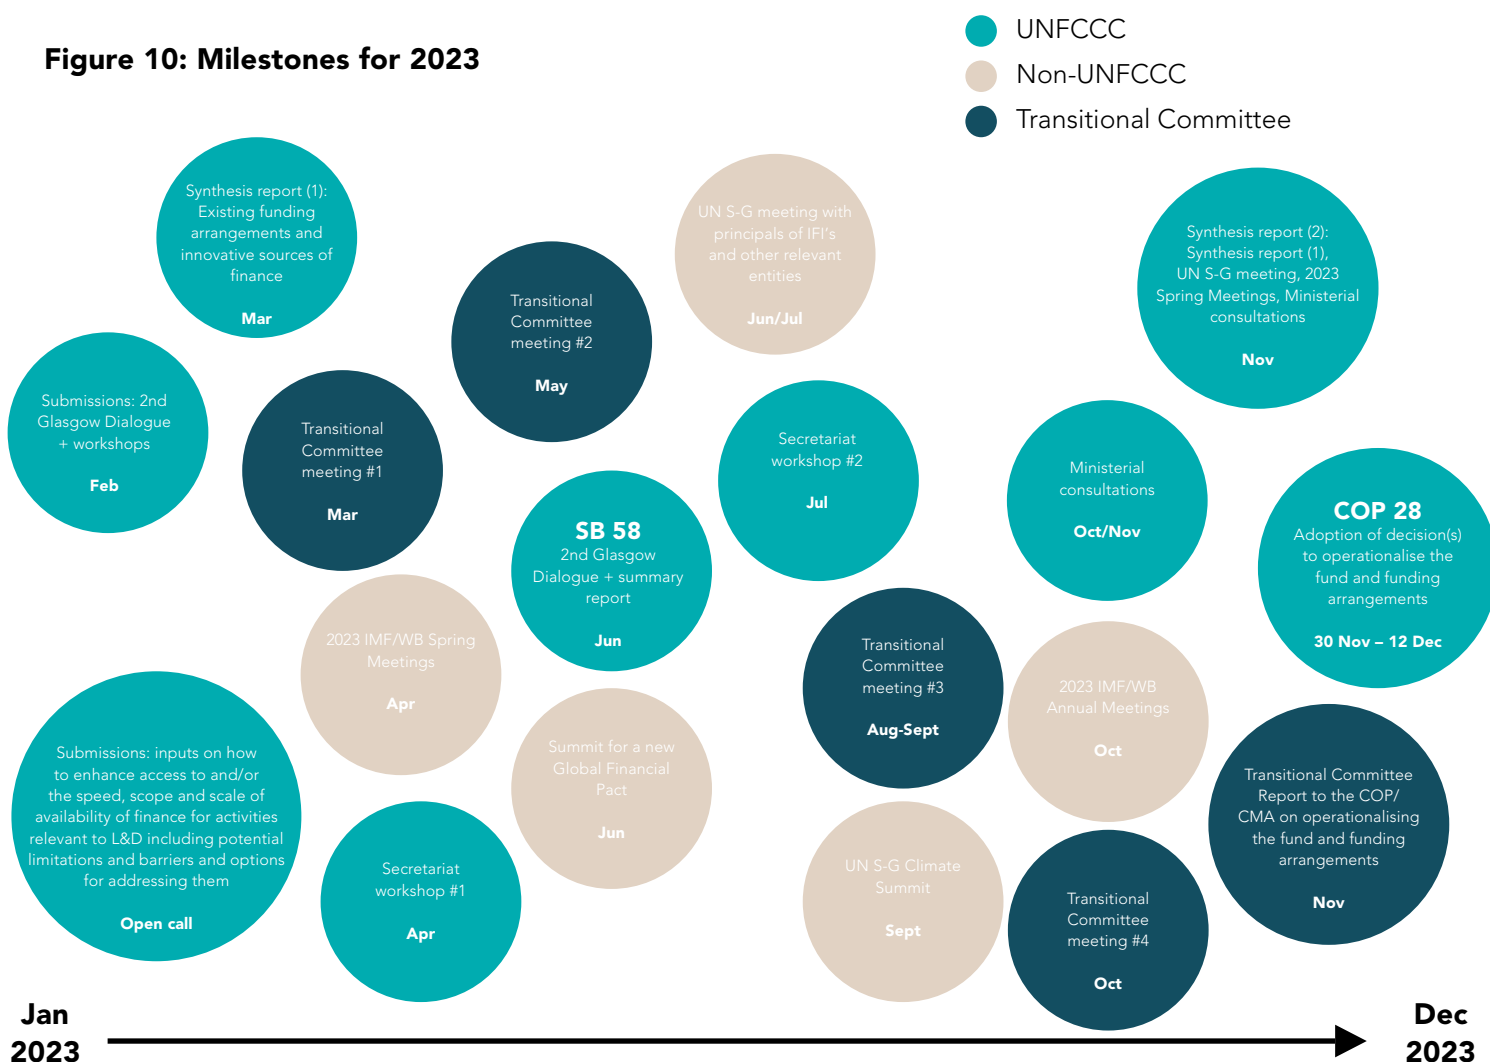 Figure 10: Milestones for 2023
UNFCCC
Non-UNFCCC
Transitional Committee
Synthesis report (1):
Existing funding
arrangements and
innovative sources of
finance
Mar
Submissions: 2nd
Glasgow Dialogue
+ workshops
Feb
Transitional
Committee
meeting #1
Mar
Transitional
Committee
meeting #2
May
UN S-G meeting with
principals of IFI's
and other relevant
entities
Jun/Jul
Synthesis report (2):
Synthesis report (1),
UN S-G meeting, 2023
Spring Meetings, Ministerial
consultations
Nov
Secretariat
workshop #2
Jul
Ministerial
consultations
Oct/Nov
SB 58
2nd Glasgow
Dialogue + summary
report
Jun
COP 28
Adoption of decision(s)
to operationalise the
fund and funding
arrangements
30 Nov – 12 Dec
2023 IMF/WB Spring
Meetings
Apr
Transitional
Committee
meeting #3
Aug-Sept
2023 IMF/WB
Annual Meetings
Oct
Submissions: inputs on how
to enhance access to and/or
the speed, scope and scale of
availability of finance for activities
relevant to L&D including potential
limitations and barriers and options
for addressing them
Open call
Summit for a new
Global Financial
Pact
Jun
Transitional Committee
Report to the COP/
CMA on operationalising
the fund and funding
arrangements
Nov
Secretariat
workshop #1
Apr
UN S-G Climate
Summit
Sept
Transitional
Committee
meeting #4
Oct
Jan
2023
Dec
2023